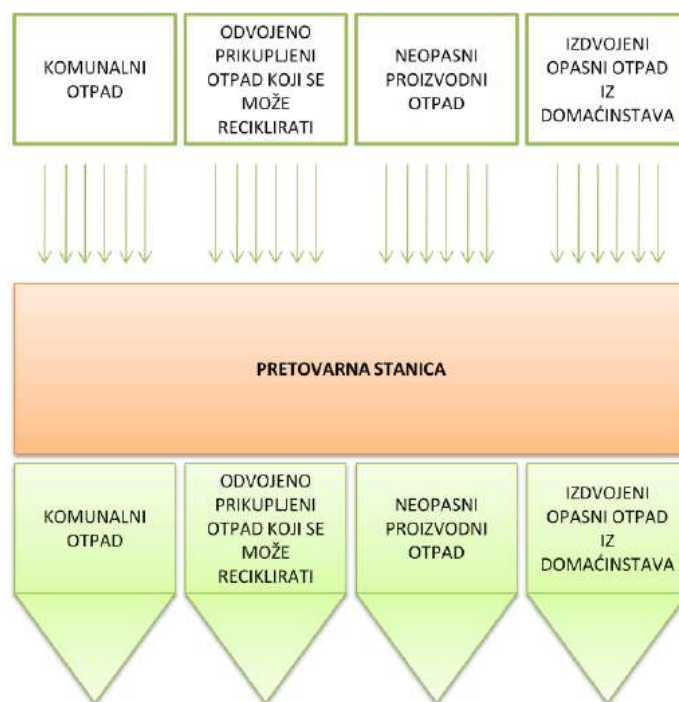 KOMUNALNI
OTPAD
ODVOJENO
PRIKUPLJENI
OTPAD KOJI SE
MOŽE
RECIKLIRATI
NEOPASNI
PROIZVODNI
OTPAD
IZDVOJENI
OPASNI OTPAD
IZ
DOMAĆINSTAVA
PRETOVARNA STANICA
KOMUNALNI
OTPAD
ODVOJENO
PRIKUPLJENI
OTPAD KOJI SE
MOŽE
RECIKLIRATI
NEOPASNI
PROIZVODNI
OTPAD
IZDVOJENI
OPASNI OTPAD
IZ
DOMAĆINSTAVA